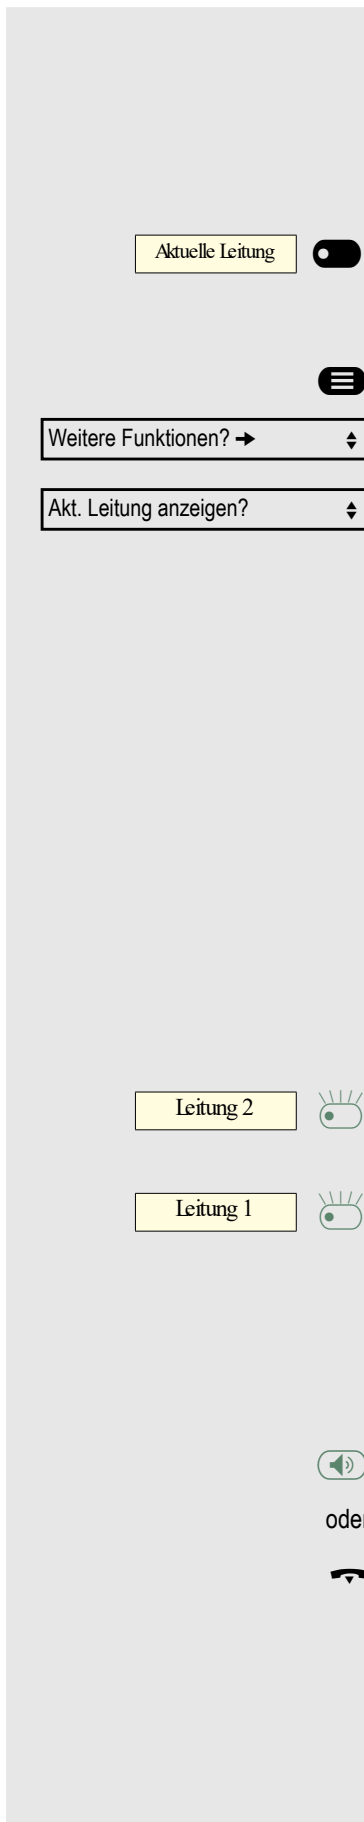 Aktuelle Leitung
Weitere Funktionen? →
Akt. Leitung anzeigen?
Leitung 2
Leitung 1
oder